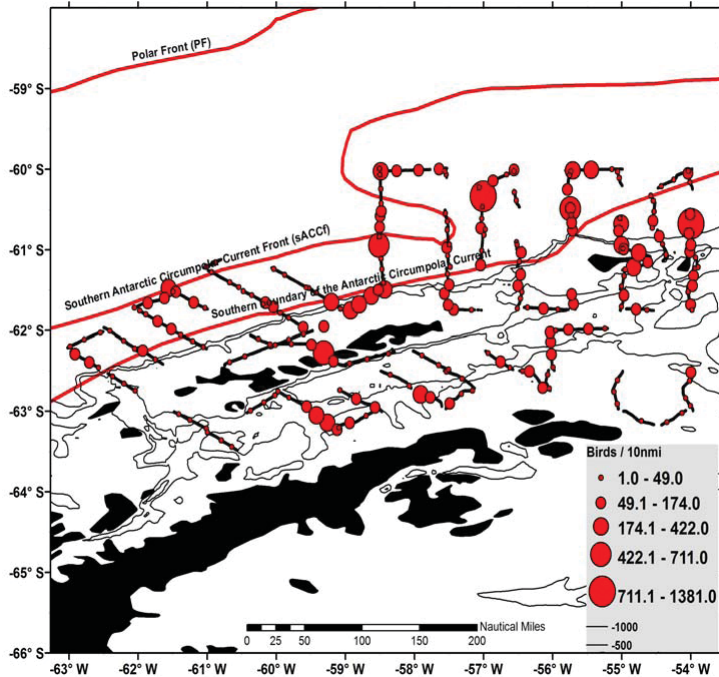 Polar Front (PF)
-59° S
-60° S
-61° S
-62° S
-63° S
-64° S
-65° S
-66° S
Southern Antarctic Circumpolar Current Front (sACCf)
Southern Boundary of the Antarctic Circumpolar Current
Birds / 10nmi
1.0 - 49.0
49.1 - 174.0
174.1 - 422.0
422.1 - 711.0
711.1 - 1381.0
-1000
-500
Nautical Miles
0 25 50 100 150 200
-63° W -62° W -61° W -60° W -59° W -58° W -57° W -56° W -55° W -54° W